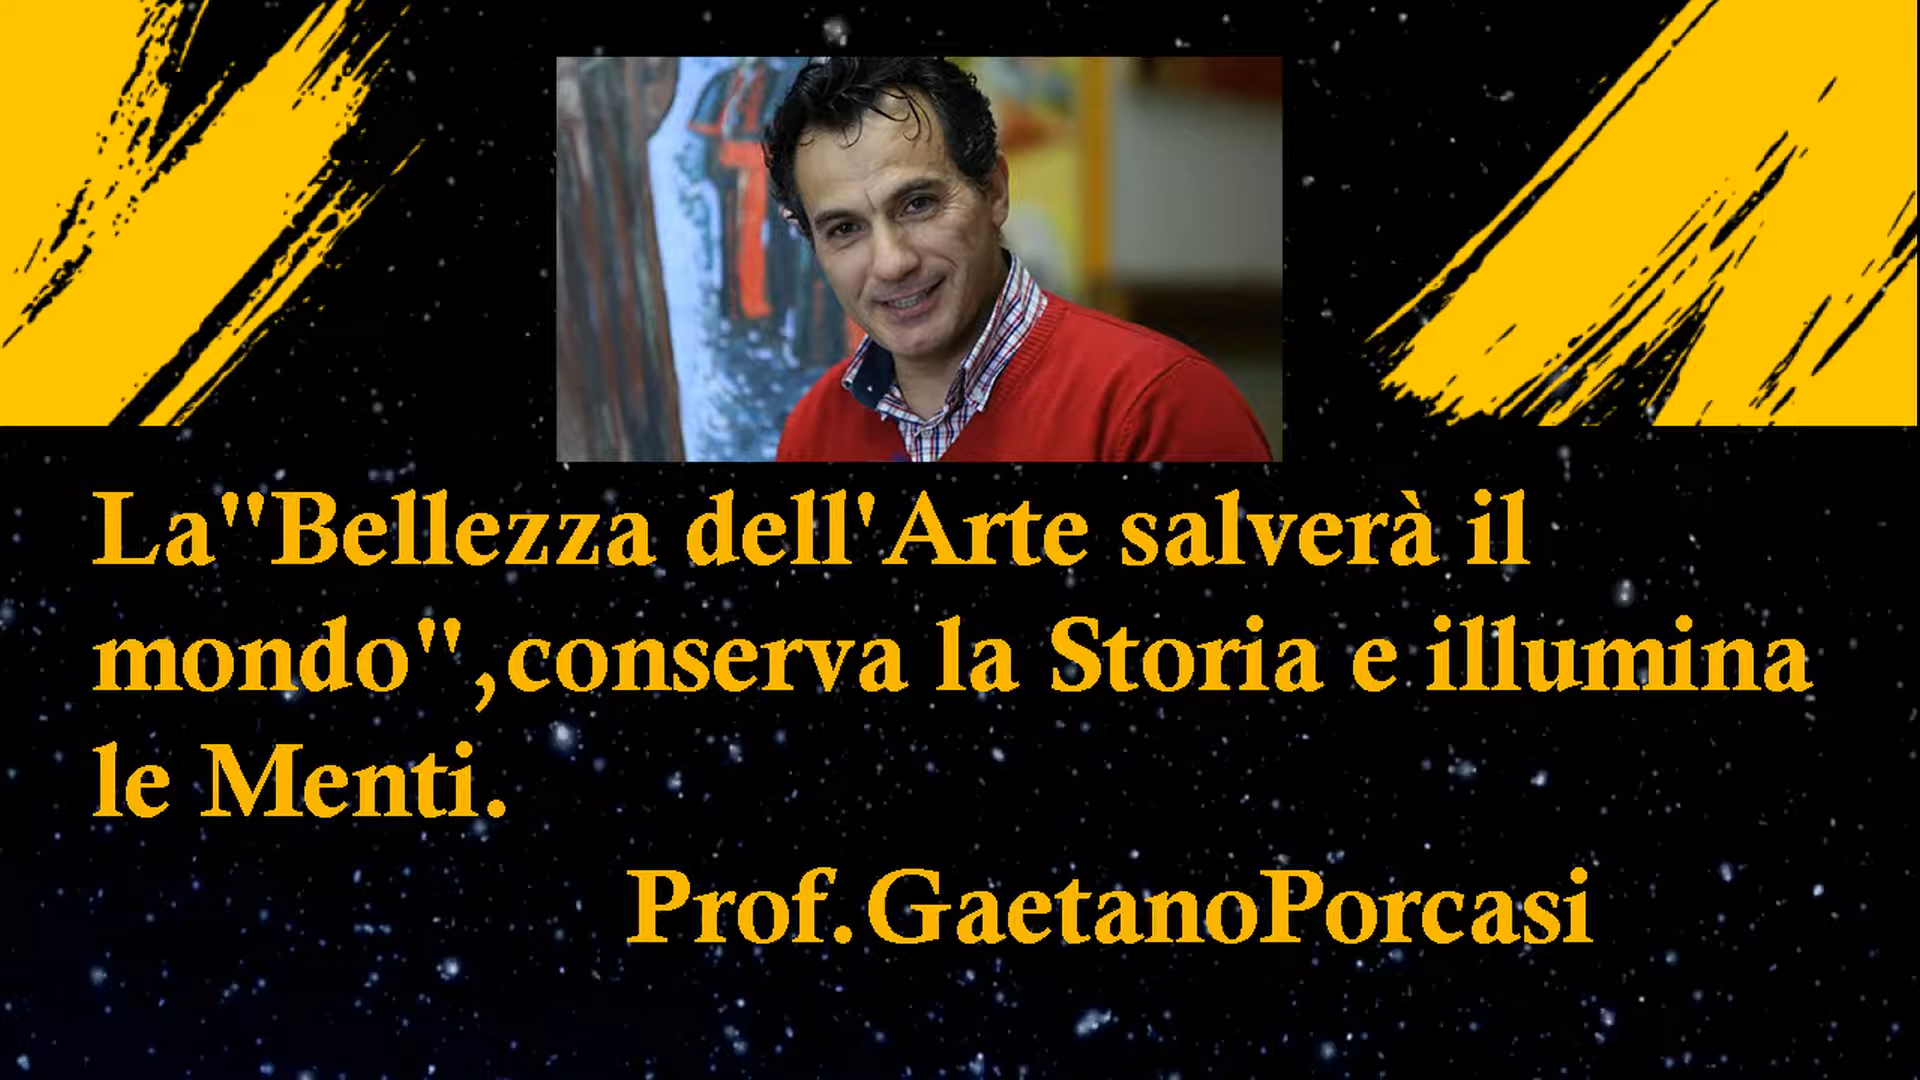 La"Bellezza dell'Arte salverà il
mondo",conserva la Storia e illumina
le Menti.
Prof.GaetanoPorcasi